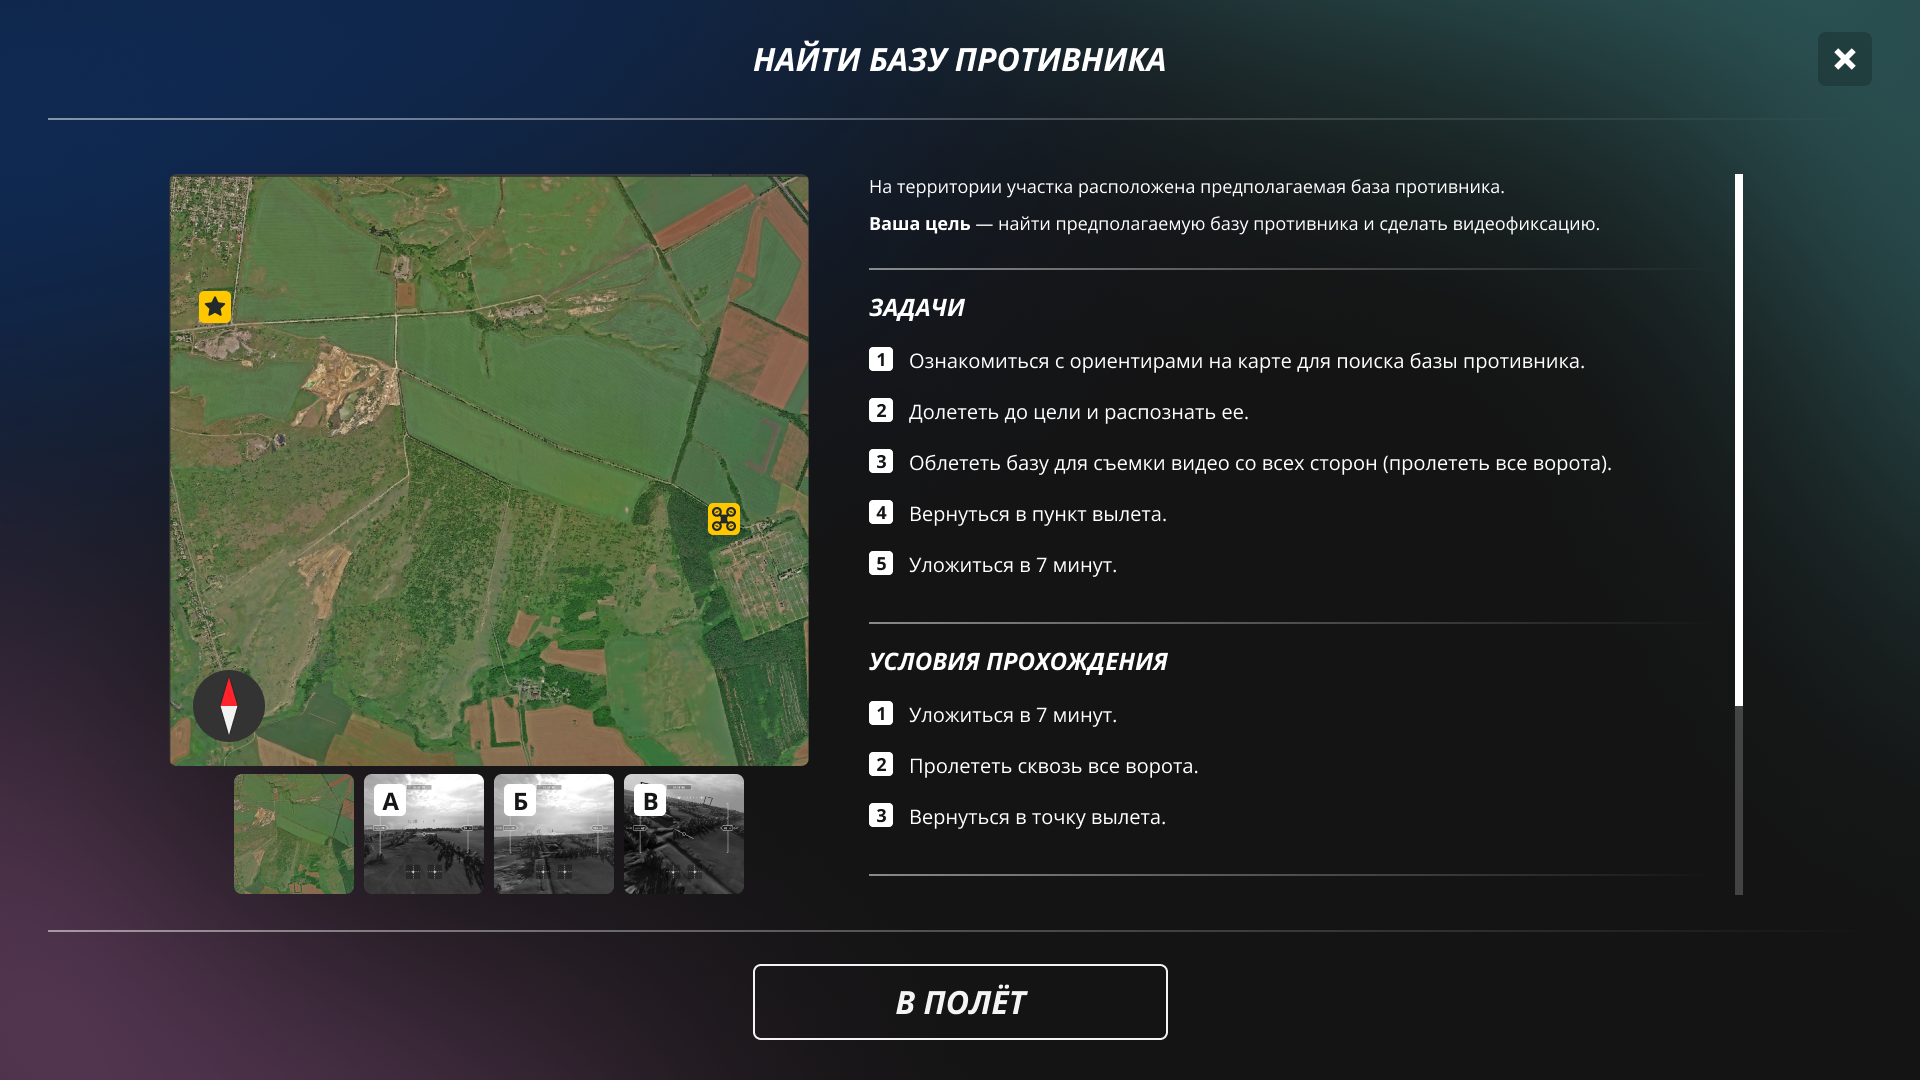 НАЙТИ БАЗУ ПРОТИВНИКА
На территории участка расположена предполагаемая база противника.
Ваша цель — найти предполагаемую базу противника и сделать видеофиксацию.
ЗАДАЧИ
1 Ознакомиться с ориентирами на карте для поиска базы противника.
2 Долететь до цели и распознать ее.
3 Облететь базу для съемки видео со всех сторон (пролететь все ворота).
4 Вернуться в пункт вылета.
5 Уложиться в 7 минут.
УСЛОВИЯ ПРОХОЖДЕНИЯ
1 Уложиться в 7 минут.
2 Пролететь сквозь все ворота.
3 Вернуться в точку вылета.
А
Б
В
В ПОЛЁТ